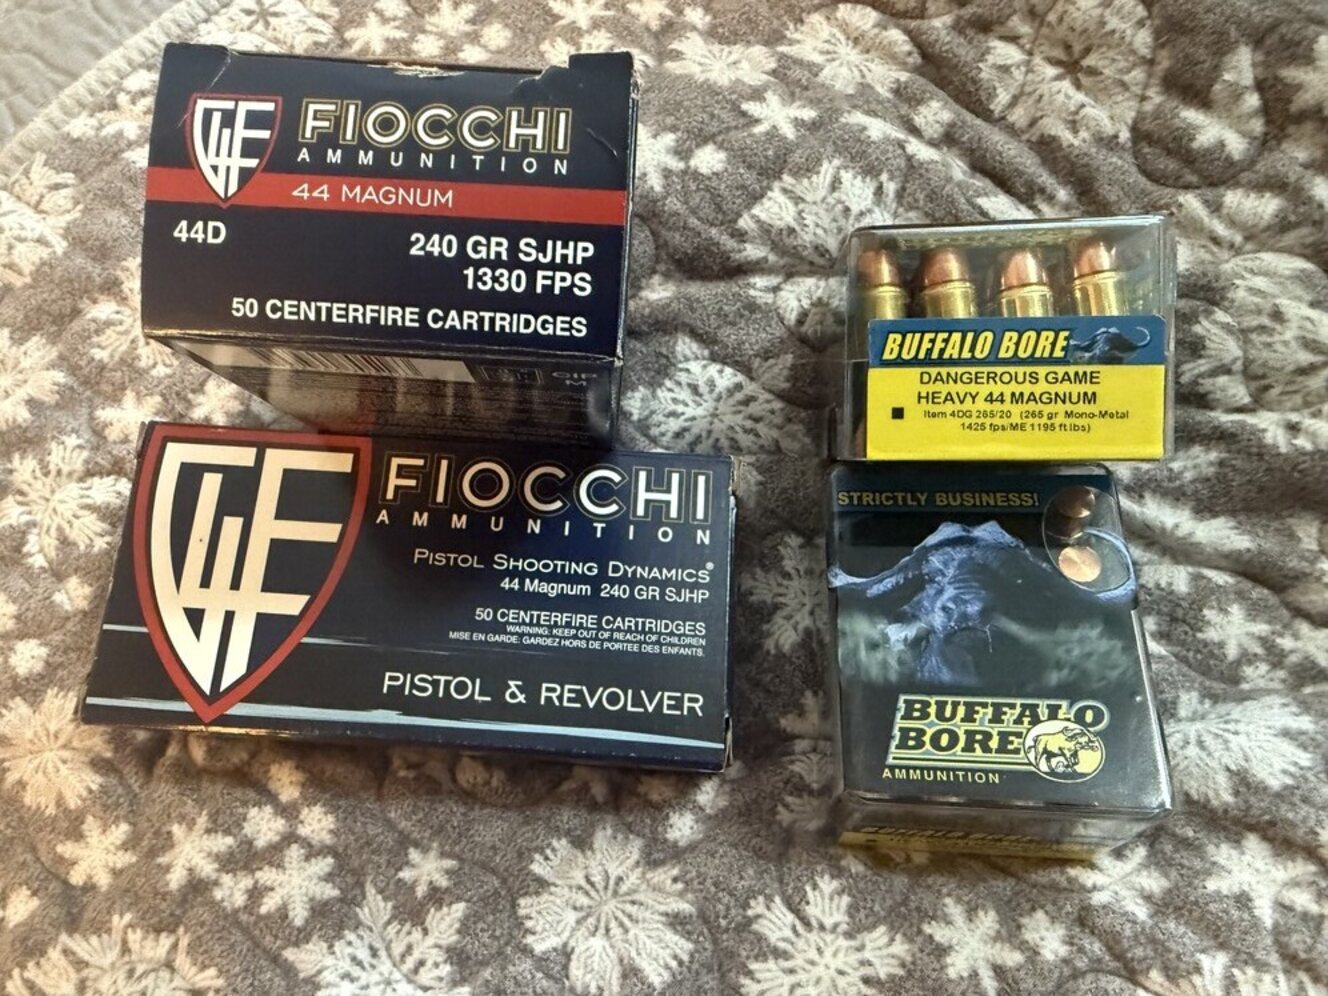 FIOCCHI
AMMUNITION
44 MAGNUM
44D
240 GR SJHP
1330 FPS
50 CENTERFIRE CARTRIDGES
FIOCCHI
AMMUNITION
PISTOL SHOOTING DYNAMICS®
44 Magnum 240 GR SJHP
50 CENTERFIRE CARTRIDGES
WARNING: KEEP OUT OF REACH OF CHILDREN
MISE EN GARDE: GARDEZ HORS DE PORTEE DES ENFANTS.
PISTOL & REVOLVER
BUFFALO BORE
DANGEROUS GAME
HEAVY 44 MAGNUM
Item 4DG 265/20 (265 gr Mono-Metal
1425 fps/ME 1195 ft lbs)
STRICTLY BUSINESS!
BUFFALO
BORE
AMMUNITION